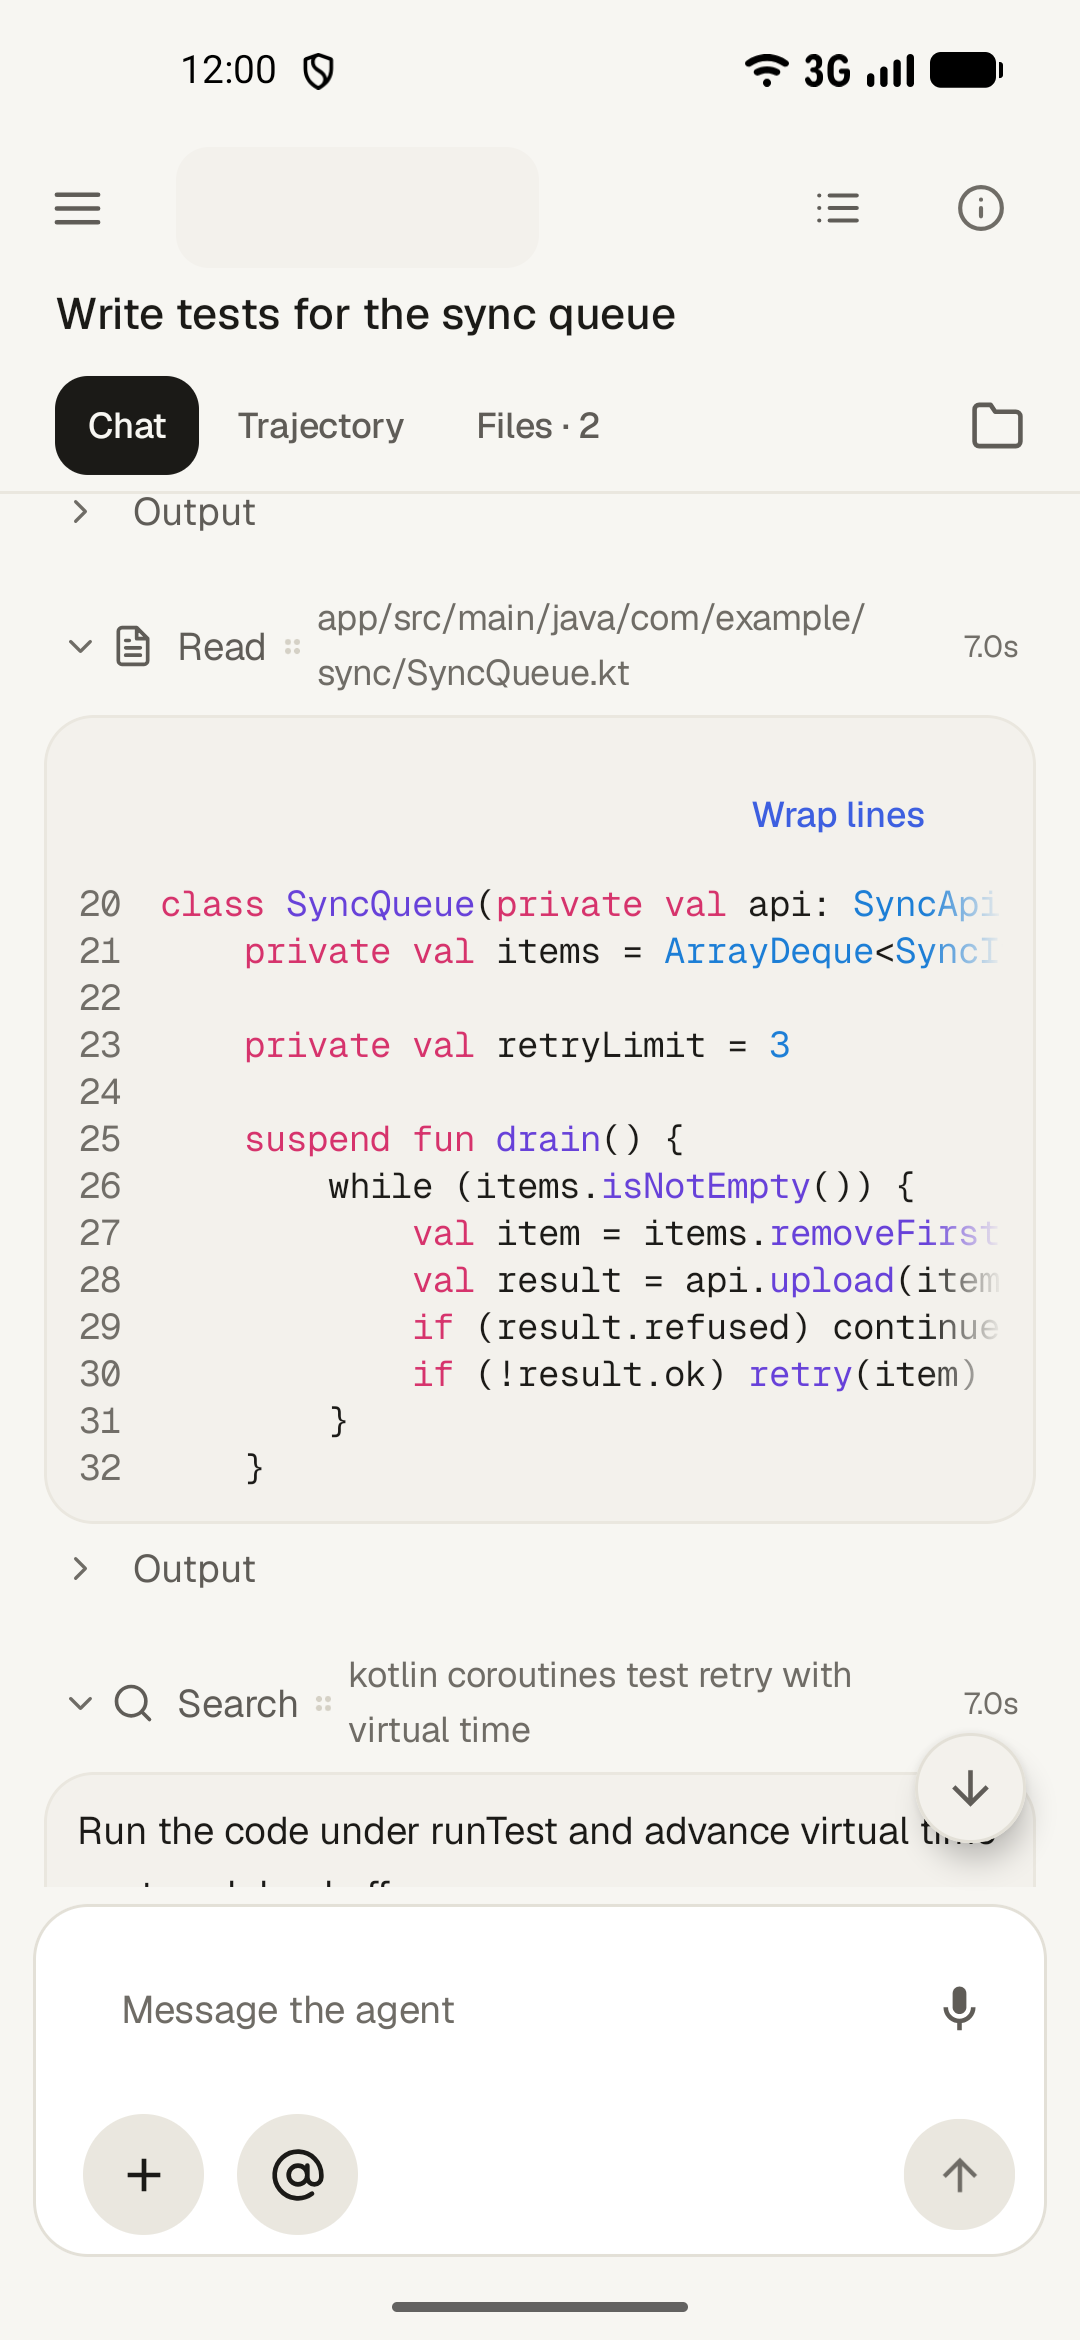 12:00
3G
Write tests for the sync queue
Chat
Trajectory
Files · 2
Output
Read
app/src/main/java/com/example/
sync/SyncQueue.kt
7.0s
Wrap lines
20 class SyncQueue(private val api: SyncApi
21 private val items = ArrayDeque<SyncI
22
23 private val retryLimit = 3
24
25 suspend fun drain() {
26 while (items.isNotEmpty()) {
27 val item = items.removeFirst
28 val result = api.upload(item
29 if (result.refused) continue
30 if (!result.ok) retry(item)
31 }
32 }
Output
Search
kotlin coroutines test retry with
virtual time
7.0s
Run the code under runTest and advance virtual time
Message the agent